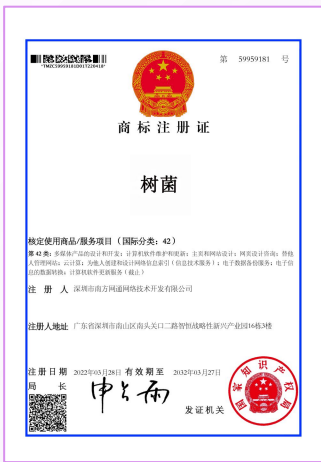 第 59959181 号
*TMZC59959181D01T220418*
商标注册证
树菌
核定使用商品/服务项目（国际分类：42）
第42类：多媒体产品的设计和开发；计算机软件维护和更新；主页和网站设计；网页设计咨询；替他
人管理网站；云计算；为他人创建和设计网络信息索引（信息技术服务）；电子数据备份服务；电子信
息的数据转换；计算机软件更新服务（截止）
注 册 人 深圳市南方网通网络技术开发有限公司
注册人地址 广东省深圳市南山区南头关口二路智恒战略性新兴产业园16栋3楼
注册日期 2022年03月28日 有效期至 2032年03月27日
局 长 申长雨
发证机关
国家知识产权局